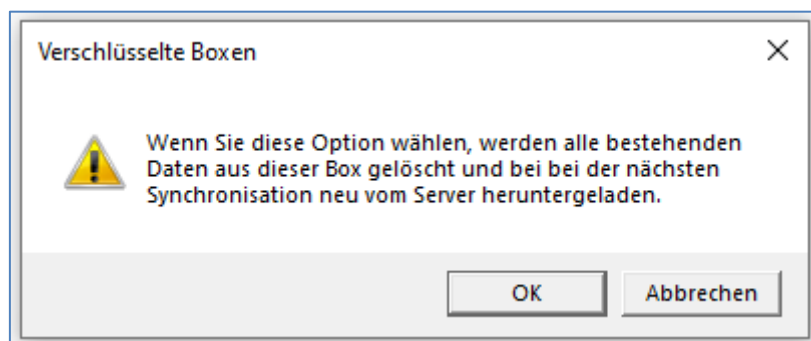 Verschlüsselte Boxen
Wenn Sie diese Option wählen, werden alle bestehenden
Daten aus dieser Box gelöscht und bei bei der nächsten
Synchronisation neu vom Server heruntergeladen.
OK
Abbrechen